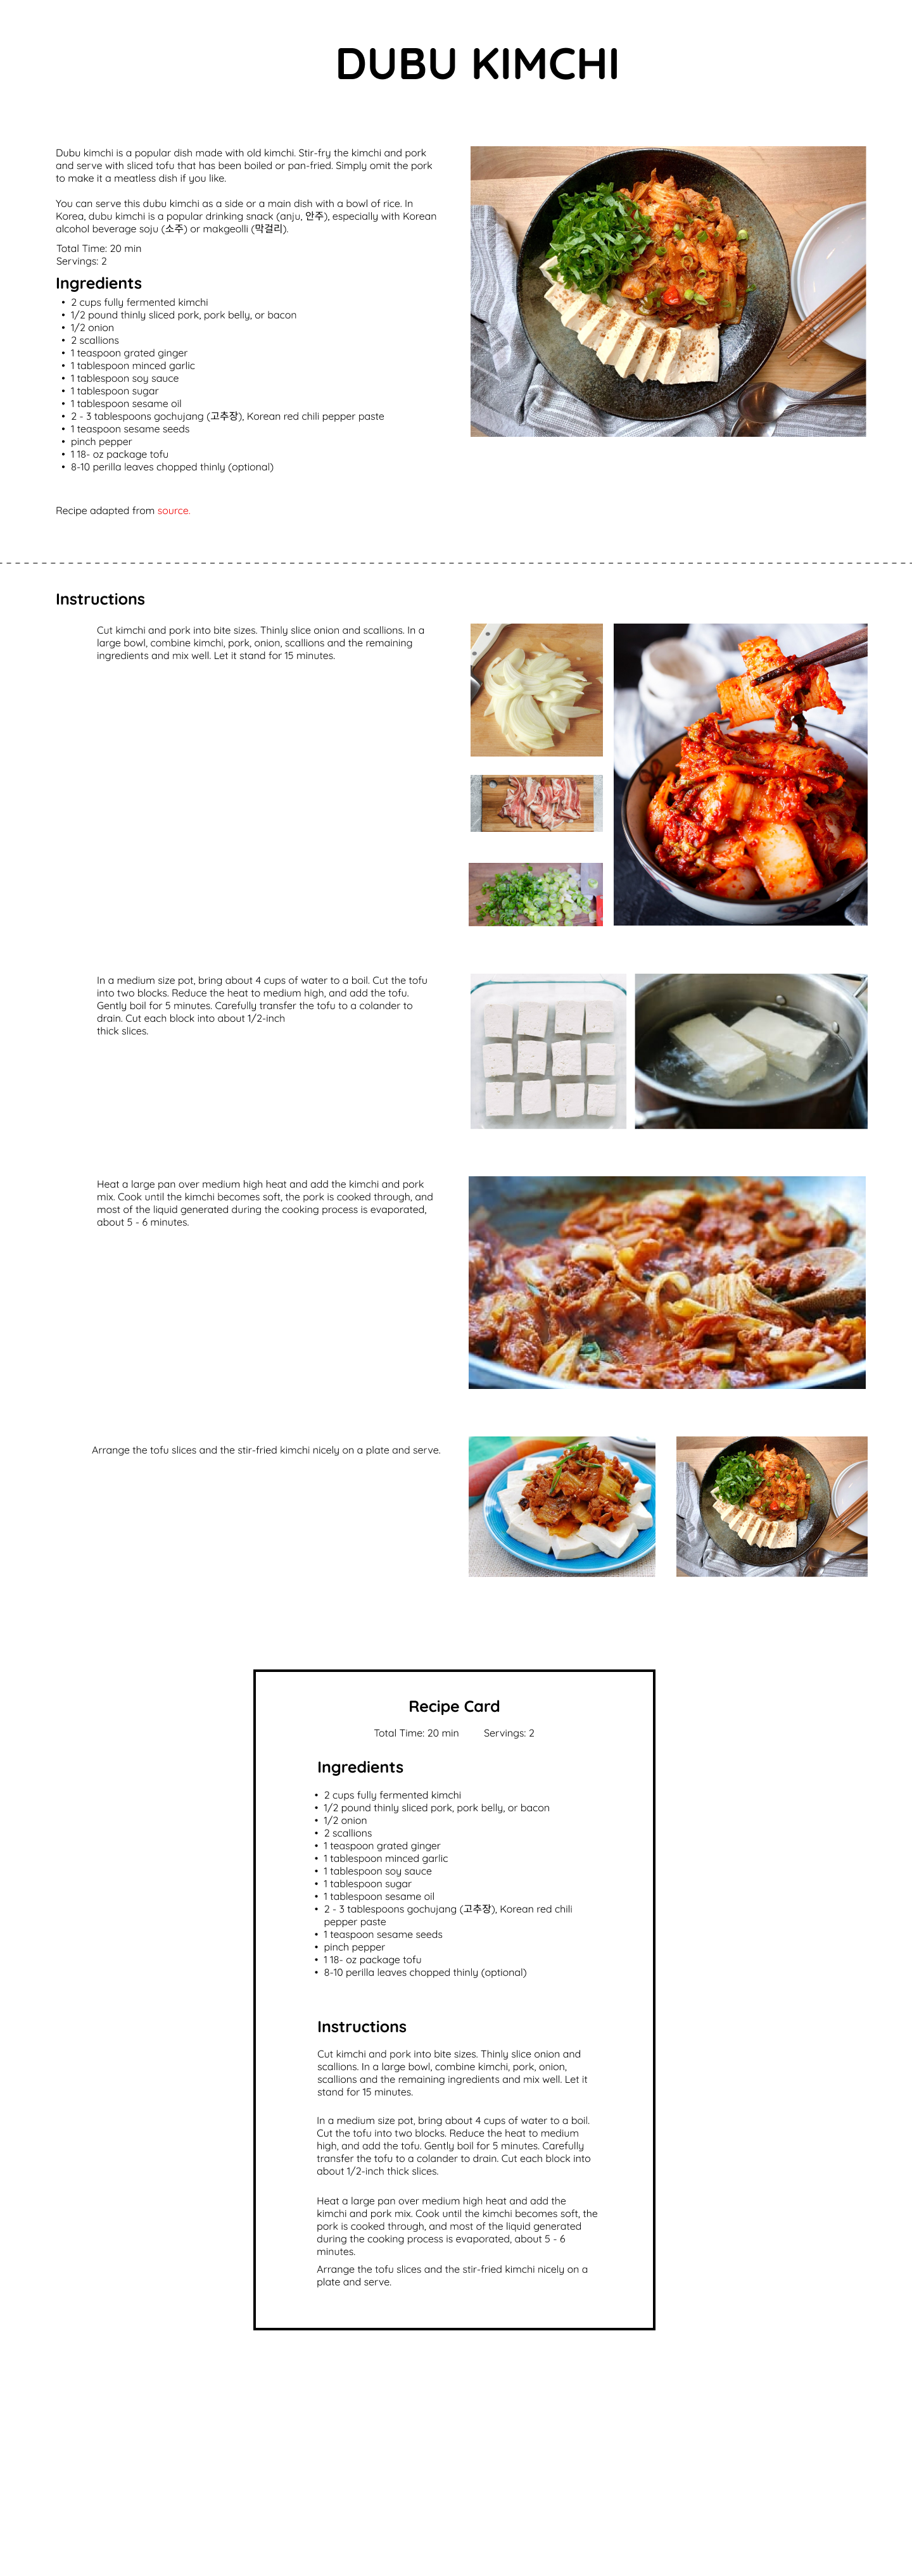 DUBU KIMCHI
Dubu kimchi is a popular dish made with old kimchi. Stir-fry the kimchi and pork
and serve with sliced tofu that has been boiled or pan-fried. Simply omit the pork
to make it a meatless dish if you like.
You can serve this dubu kimchi as a side or a main dish with a bowl of rice. In
Korea, dubu kimchi is a popular drinking snack (anju, 안주), especially with Korean
alcohol beverage soju (소주) or makgeolli (막걸리).
Total Time: 20 min
Servings: 2
Ingredients
• 2 cups fully fermented kimchi
• 1/2 pound thinly sliced pork, pork belly, or bacon
• 1/2 onion
• 2 scallions
• 1 teaspoon grated ginger
• 1 tablespoon minced garlic
• 1 tablespoon soy sauce
• 1 tablespoon sugar
• 1 tablespoon sesame oil
• 2 - 3 tablespoons gochujang (고추장), Korean red chili pepper paste
• 1 teaspoon sesame seeds
• pinch pepper
• 1 18- oz package tofu
• 8-10 perilla leaves chopped thinly (optional)
Recipe adapted from source.
Instructions
Cut kimchi and pork into bite sizes. Thinly slice onion and scallions. In a
large bowl, combine kimchi, pork, onion, scallions and the remaining
ingredients and mix well. Let it stand for 15 minutes.
In a medium size pot, bring about 4 cups of water to a boil. Cut the tofu
into two blocks. Reduce the heat to medium high, and add the tofu.
Gently boil for 5 minutes. Carefully transfer the tofu to a colander to
drain. Cut each block into about 1/2-inch
thick slices.
Heat a large pan over medium high heat and add the kimchi and pork
mix. Cook until the kimchi becomes soft, the pork is cooked through, and
most of the liquid generated during the cooking process is evaporated,
about 5 - 6 minutes.
Arrange the tofu slices and the stir-fried kimchi nicely on a plate and serve.
Recipe Card
Total Time: 20 min Servings: 2
Ingredients
• 2 cups fully fermented kimchi
• 1/2 pound thinly sliced pork, pork belly, or bacon
• 1/2 onion
• 2 scallions
• 1 teaspoon grated ginger
• 1 tablespoon minced garlic
• 1 tablespoon soy sauce
• 1 tablespoon sugar
• 1 tablespoon sesame oil
• 2 - 3 tablespoons gochujang (고추장), Korean red chili
pepper paste
• 1 teaspoon sesame seeds
• pinch pepper
• 1 18- oz package tofu
• 8-10 perilla leaves chopped thinly (optional)
Instructions
Cut kimchi and pork into bite sizes. Thinly slice onion and
scallions. In a large bowl, combine kimchi, pork, onion,
scallions and the remaining ingredients and mix well. Let it
stand for 15 minutes.
In a medium size pot, bring about 4 cups of water to a boil.
Cut the tofu into two blocks. Reduce the heat to medium
high, and add the tofu. Gently boil for 5 minutes. Carefully
transfer the tofu to a colander to drain. Cut each block into
about 1/2-inch thick slices.
Heat a large pan over medium high heat and add the
kimchi and pork mix. Cook until the kimchi becomes soft, the
pork is cooked through, and most of the liquid generated
during the cooking process is evaporated, about 5 - 6
minutes.
Arrange the tofu slices and the stir-fried kimchi nicely on a
plate and serve.